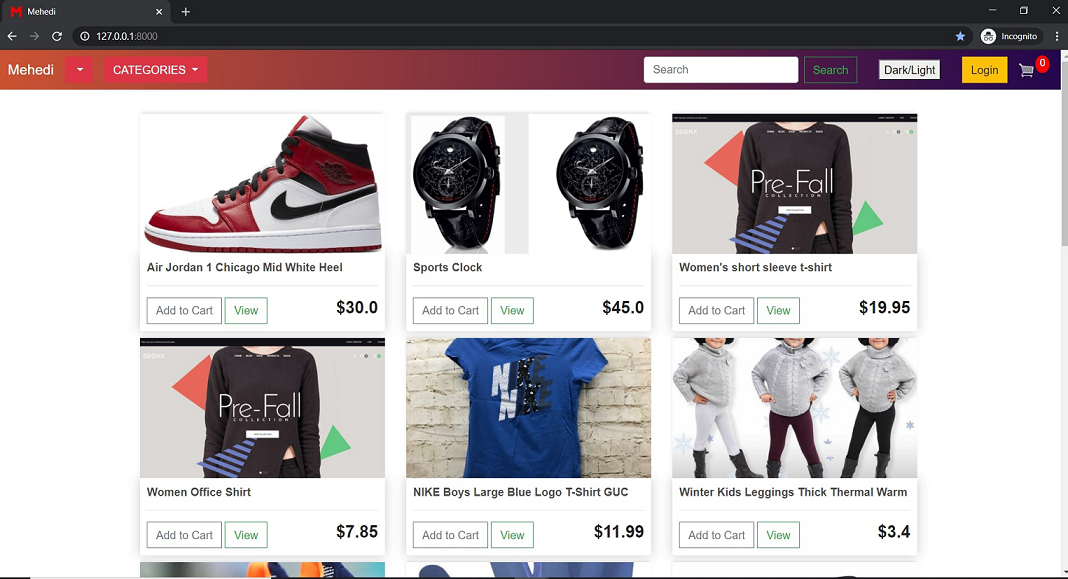 Mehedi
127.0.0.1:8000
Incognito
Mehedi
CATEGORIES
Search
Search
Dark/Light
Login
0
Pre-Fall
COLLECTION
Air Jordan 1 Chicago Mid White Heel
Sports Clock
Women's short sleeve t-shirt
Add to Cart
View
$30.0
Add to Cart
View
$45.0
Add to Cart
View
$19.95
Pre-Fall
COLLECTION
NIKE
Women Office Shirt
NIKE Boys Large Blue Logo T-Shirt GUC
Winter Kids Leggings Thick Thermal Warm
Add to Cart
View
$7.85
Add to Cart
View
$11.99
Add to Cart
View
$3.4